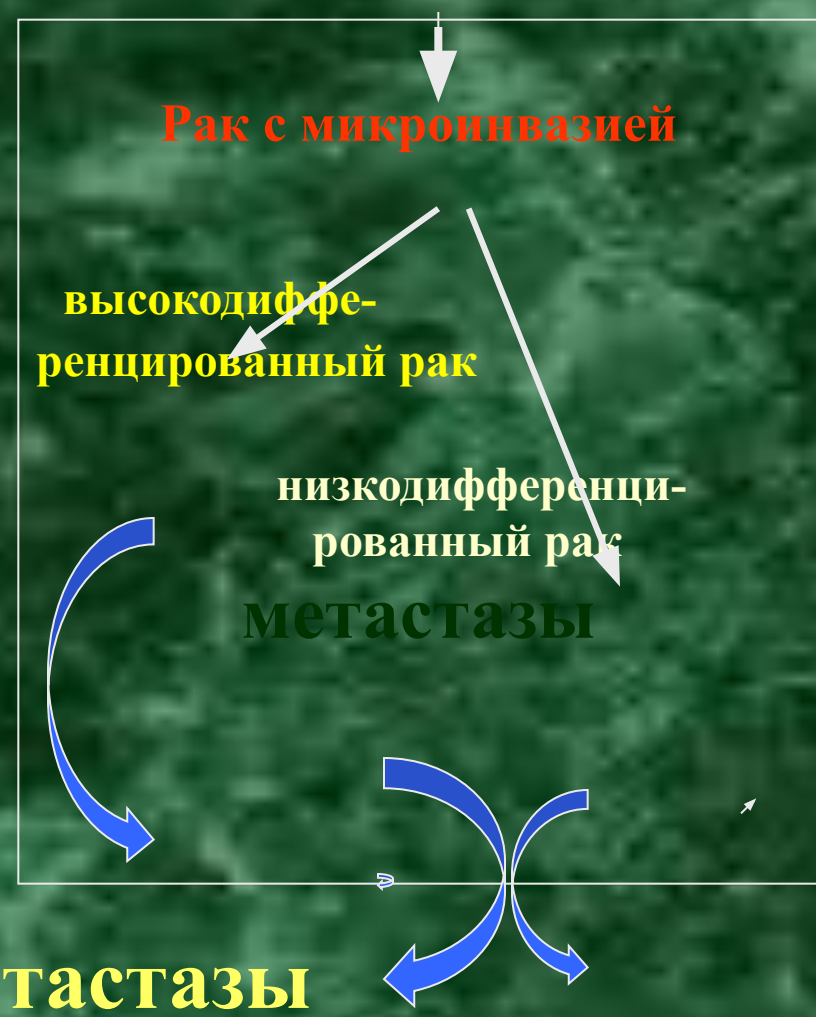 Рак с микроинвазией
высокодиффе-
ренцированный рак
низкодифференци-
рованный рак
метастазы
тастазы